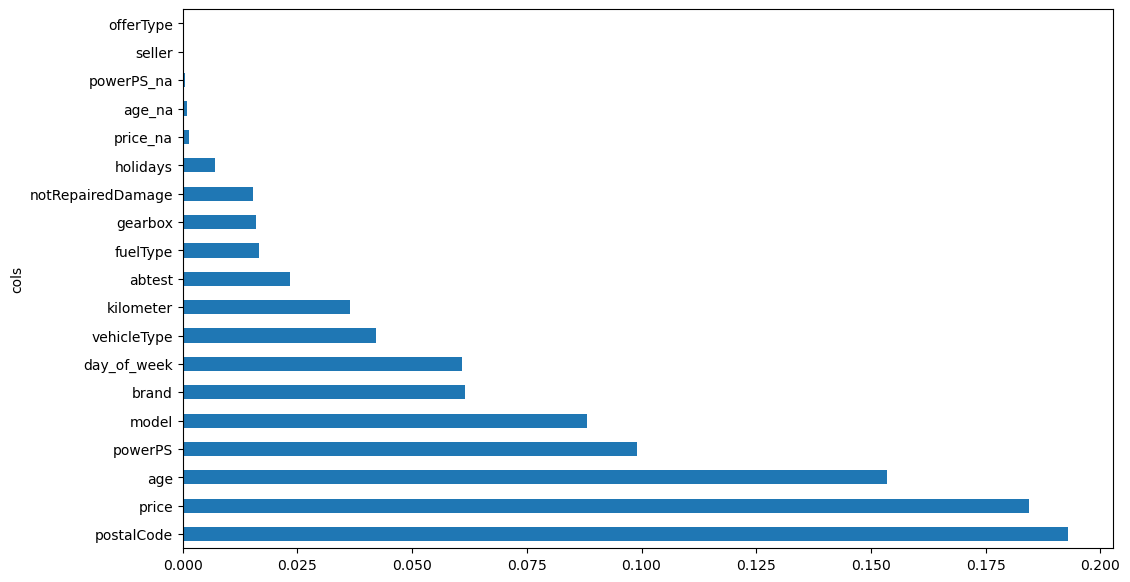 offerType
seller
powerPS_na
age_na
price_na
holidays
notRepairedDamage
gearbox
fuelType
abtest
kilometer
vehicleType
day_of_week
brand
model
powerPS
age
price
postalCode
cols
0.000 0.025 0.050 0.075 0.100 0.125 0.150 0.175 0.200